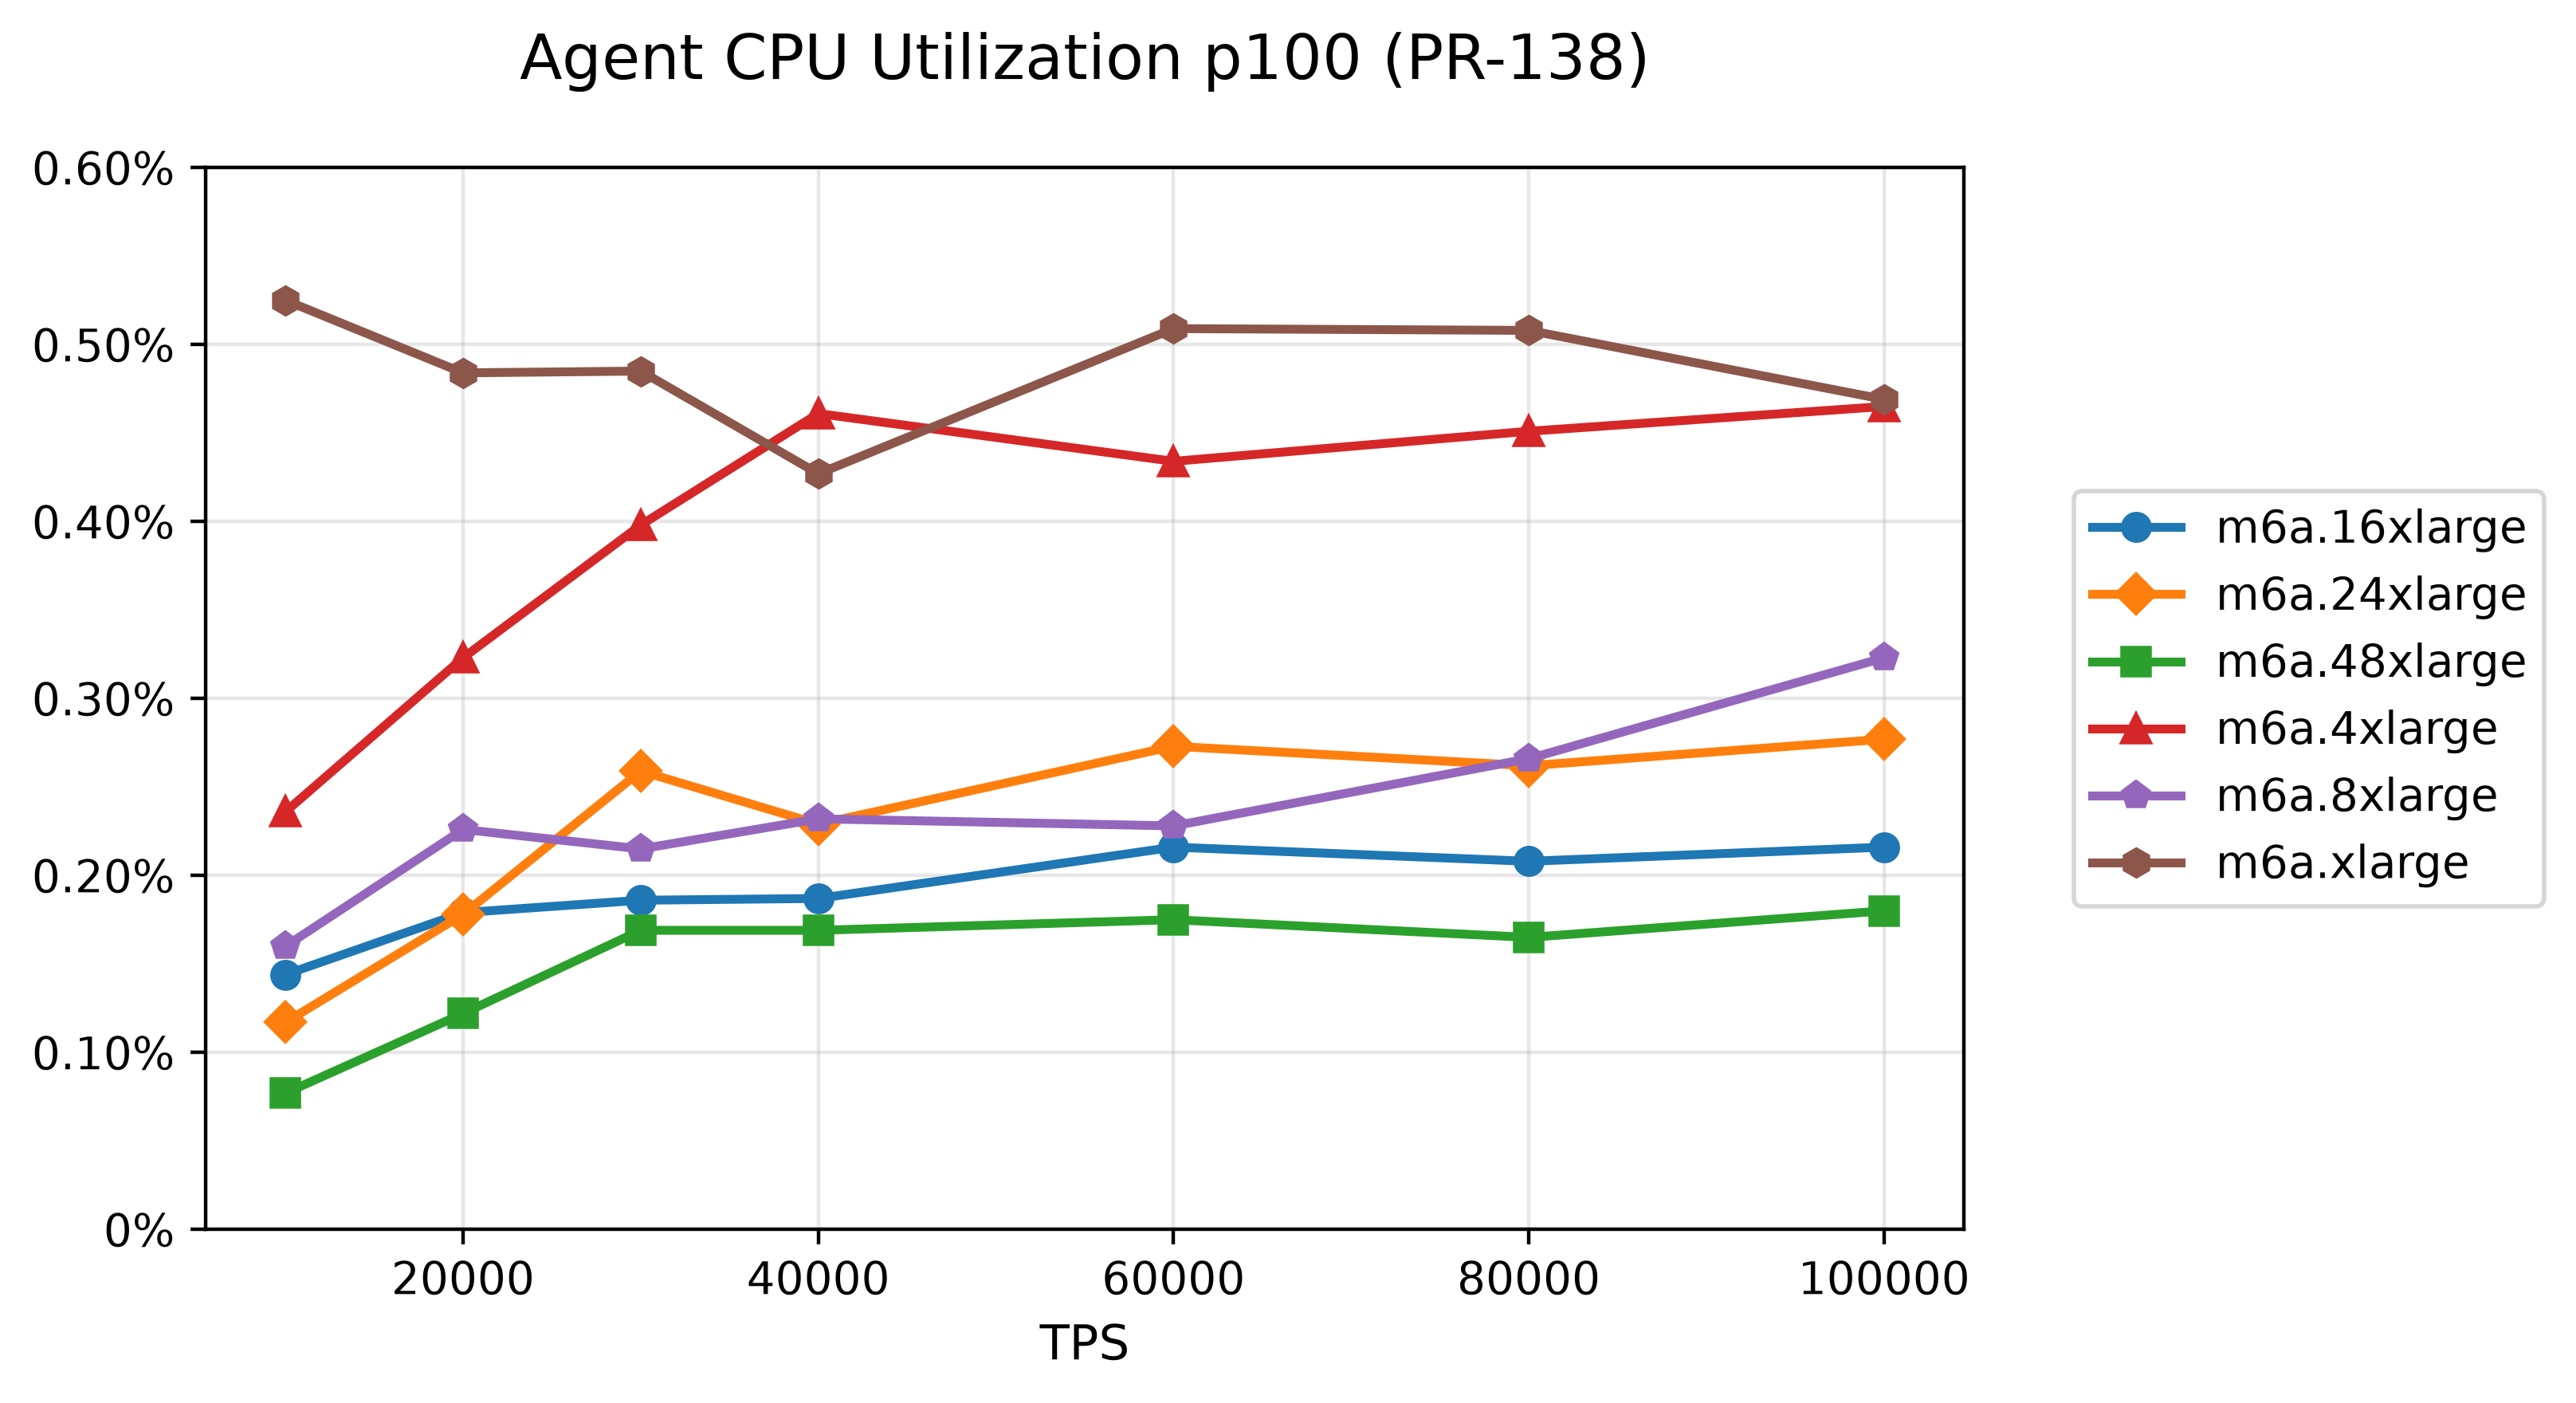 Agent CPU Utilization p100 (PR-138)
0.60%
0.50%
0.40%
0.30%
0.20%
0.10%
0%
20000 40000 60000 80000 100000
TPS
m6a.16xlarge
m6a.24xlarge
m6a.48xlarge
m6a.4xlarge
m6a.8xlarge
m6a.xlarge